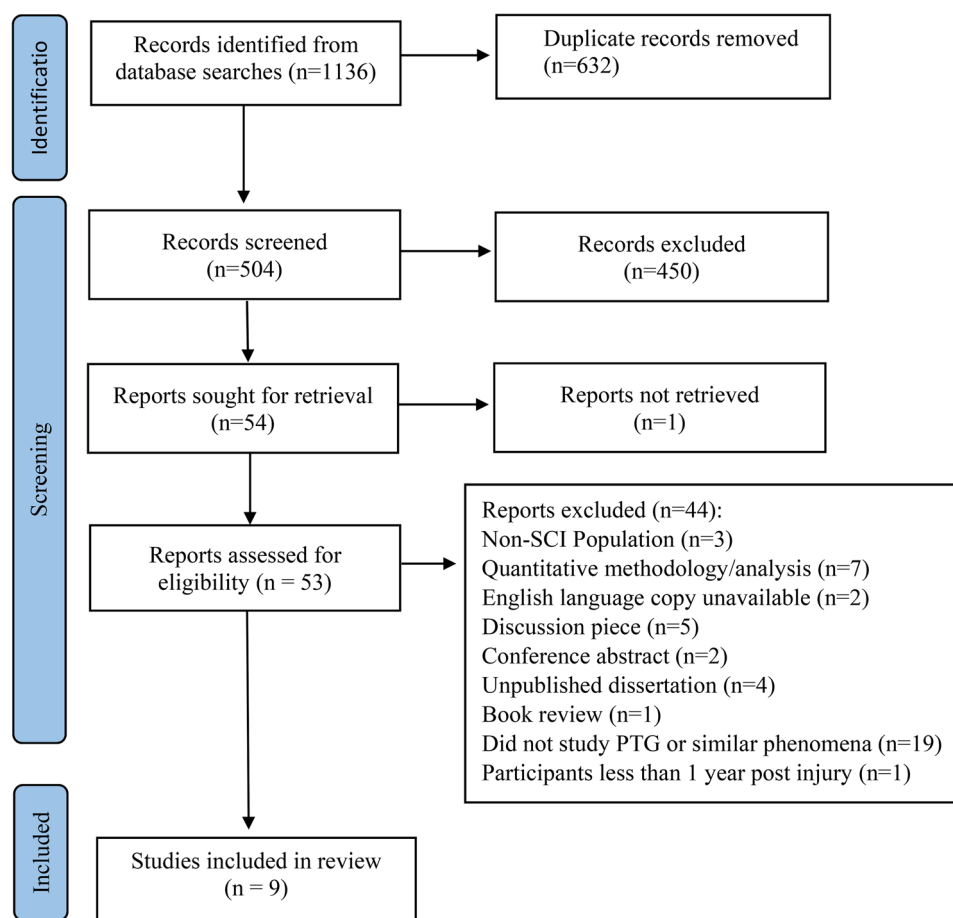 Identificatio
Records identified from
database searches (n=1136)
Duplicate records removed
(n=632)
Screening
Records screened
(n=504)
Records excluded
(n=450)
Reports sought for retrieval
(n=54)
Reports not retrieved
(n=1)
Reports assessed for
eligibility (n = 53)
Reports excluded (n=44):
Non-SCI Population (n=3)
Quantitative methodology/analysis (n=7)
English language copy unavailable (n=2)
Discussion piece (n=5)
Conference abstract (n=2)
Unpublished dissertation (n=4)
Book review (n=1)
Did not study PTG or similar phenomena (n=19)
Participants less than 1 year post injury (n=1)
Included
Studies included in review
(n = 9)